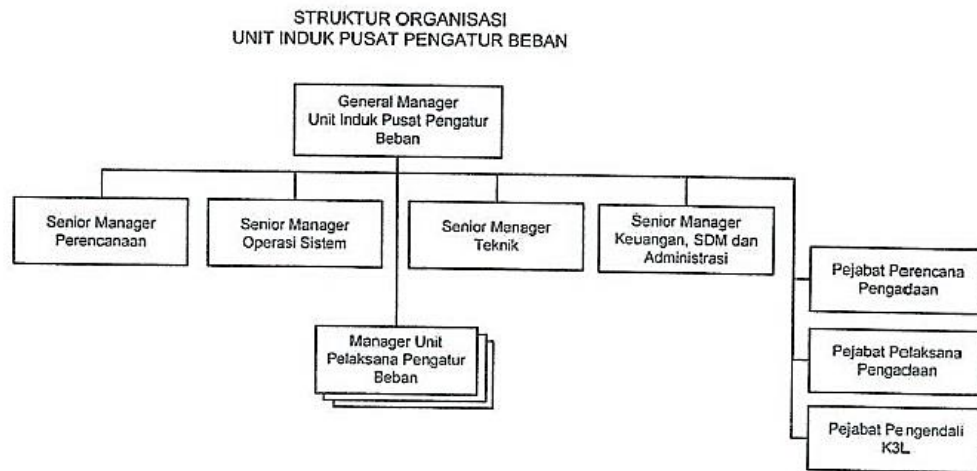 STRUKTUR ORGANISASI
UNIT INDUK PUSAT PENGATUR BEBAN
General Manager
Unit Induk Pusat Pengatur
Beban
Senior Manager
Perencanaan
Senior Manager
Operasi Sistem
Senior Manager
Teknik
Senior Manager
Keuangan, SDM dan
Administrasi
Pejabat Perencana
Pengadaan
Manager Unit
Pelaksana Pengatur
Beban
Pejabat Pelaksana
Pengadaan
Pejabat Pengendali
K3L